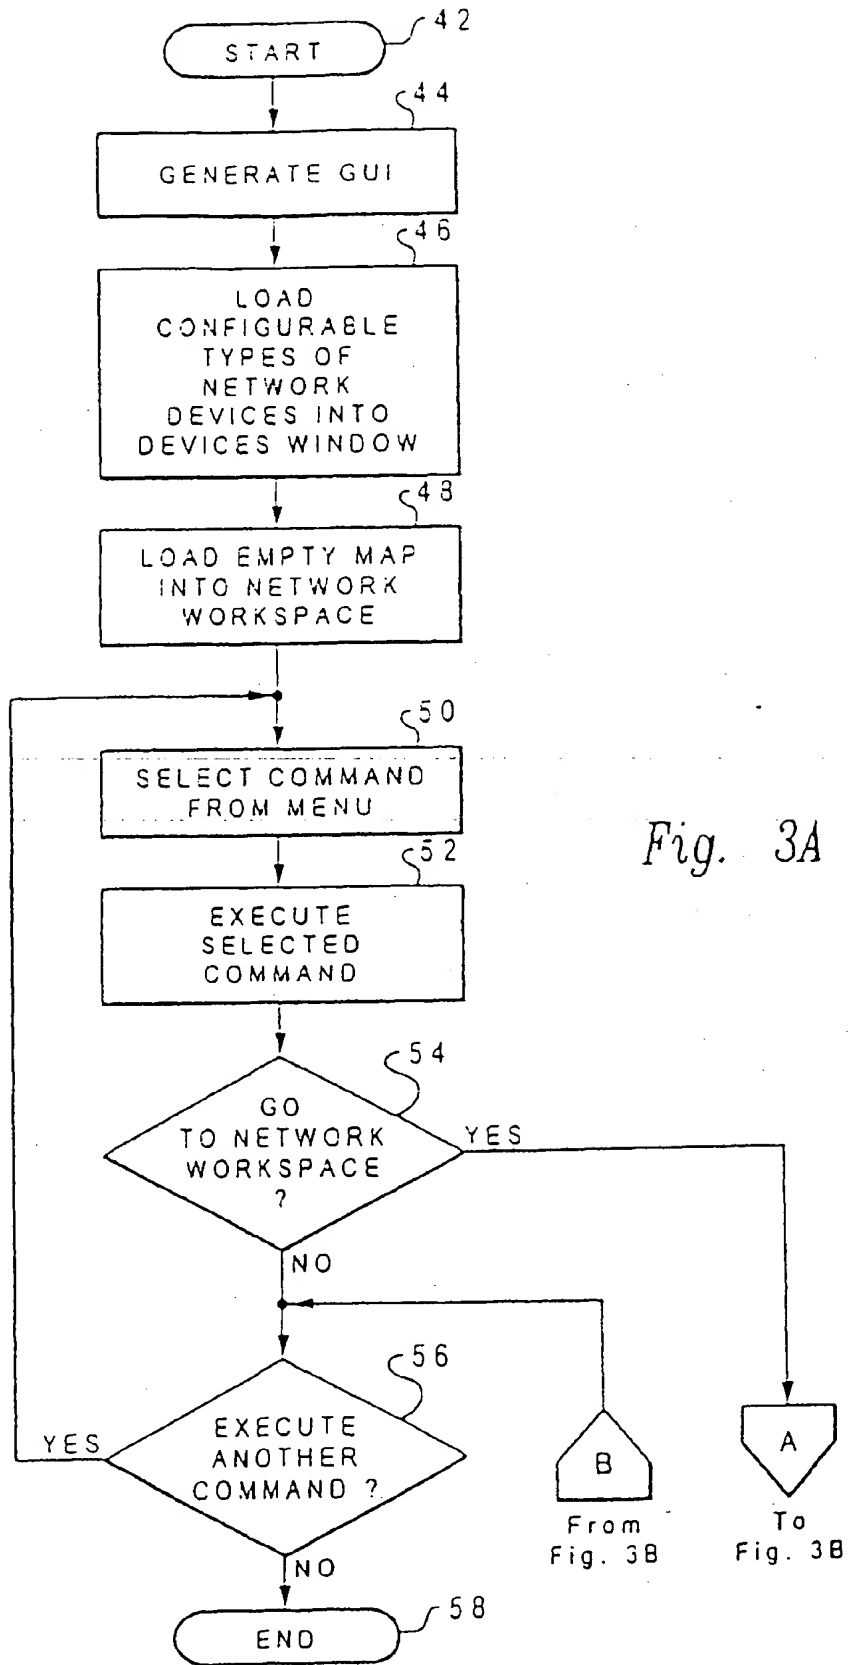 42
START
44
GENERATE GUI
46
LOAD
CONFIGURABLE
TYPES OF
NETWORK
DEVICES INTO
DEVICES WINDOW
48
LOAD EMPTY MAP
INTO NETWORK
WORKSPACE
50
SELECT COMMAND
FROM MENU
52
EXECUTE
SELECTED
COMMAND
Fig. 3A
54
GO
TO NETWORK
WORKSPACE
?
YES
NO
56
EXECUTE
ANOTHER
COMMAND ?
YES
NO
B
From
Fig. 3B
A
To
Fig. 3B
58
END